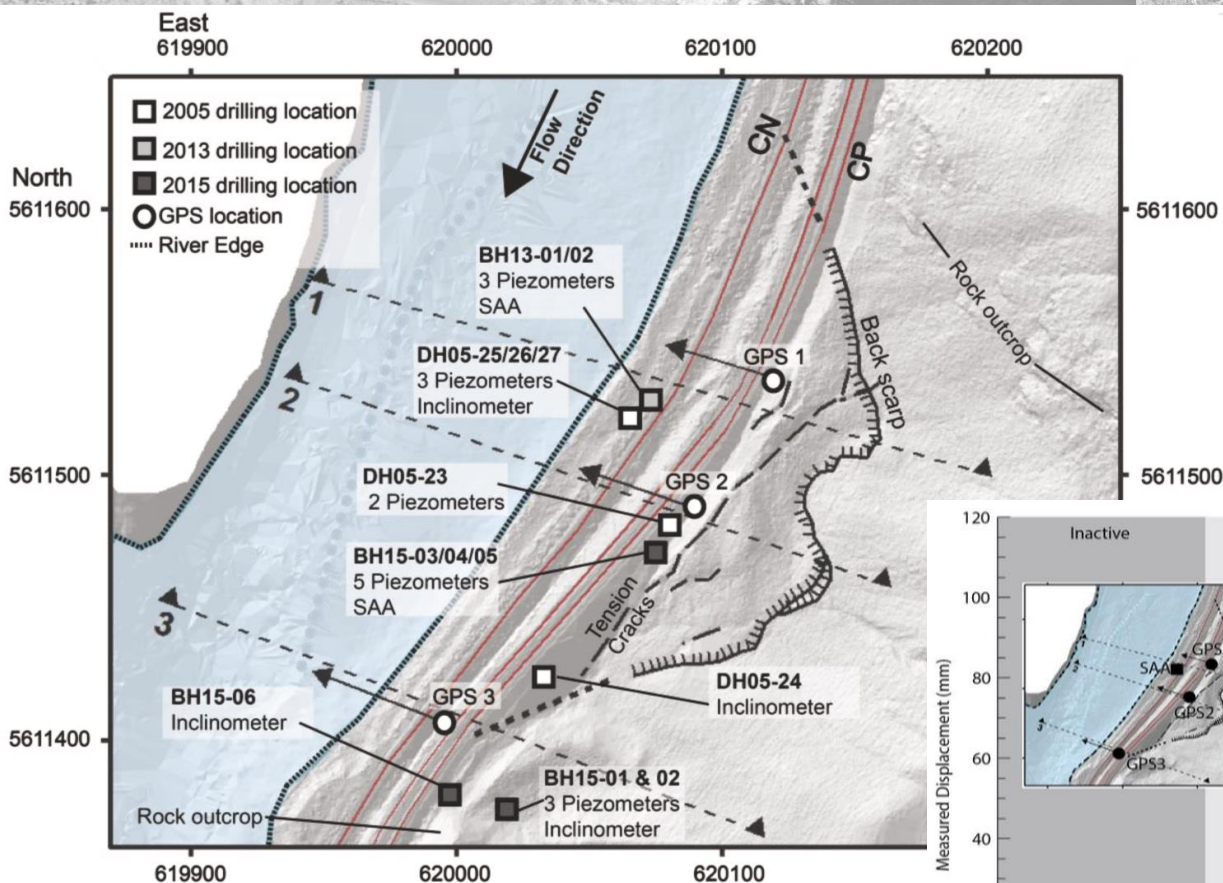 East
619900
620000
620100
620200
2005 drilling location
2013 drilling location
2015 drilling location
GPS location
River Edge
Flow
Direction
CN
CP
North
5611600
5611600
BH13-01/02
3 Piezometers
SAA
Rock outcrop
1
Back scarp
GPS 1
DH05-25/26/27
3 Piezometers
Inclinometer
2
5611500
5611500
DH05-23
2 Piezometers
GPS 2
BH15-03/04/05
5 Piezometers
SAA
Tension
Cracks
3
BH15-06
Inclinometer
GPS 3
DH05-24
Inclinometer
5611400
BH15-01 & 02
3 Piezometers
Inclinometer
Rock outcrop
619900
620000
620100
120
Inactive
100
80
60
40
Measured Displacement (mm)
GPS
SAA
GPS2
3
GPS3